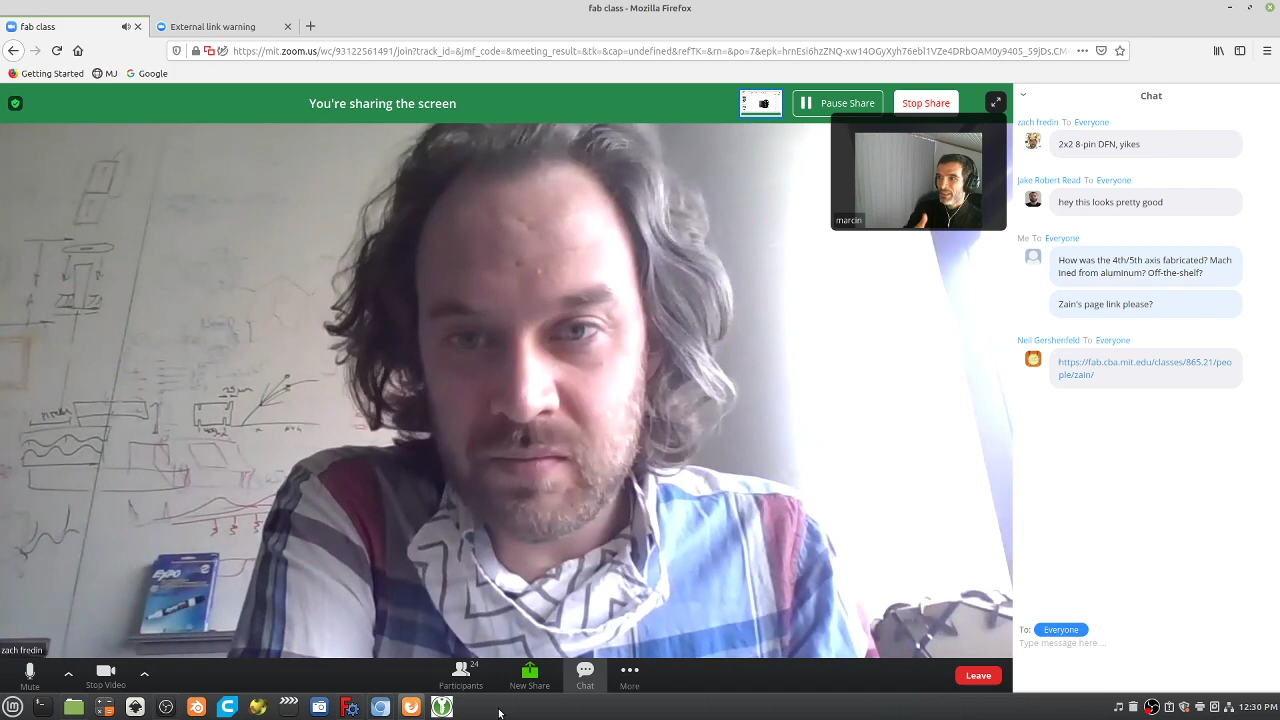 fab class - Mozilla Firefox
fab class
External link warning
https://mit.zoom.us/wc/93122561491/join?track_id=&jmf_code=&meeting_result=&tk=&cap=undefined&refTK=&rn=&po=7&epk=
Getting Started
MJ
Google
You're sharing the screen
Pause Share
Stop Share
marcin
Chat
zach fredin To Everyone
2x2 8-pin DFN, yikes
Jake Robert Read To Everyone
hey this looks pretty good
Me To Everyone
How was the 4th/5th axis fabricated? Mach
ined from aluminum? Off-the-shelf?
Zain's page link please?
Neil Gershenfeld To Everyone
https://fab.cba.mit.edu/classes/865.21/peo
ple/zain/
EXPO
zach fredin
To: Everyone
Type message here ...
Mute
Stop Video
Participants
24
New Share
Chat
More
Leave
12:30 PM